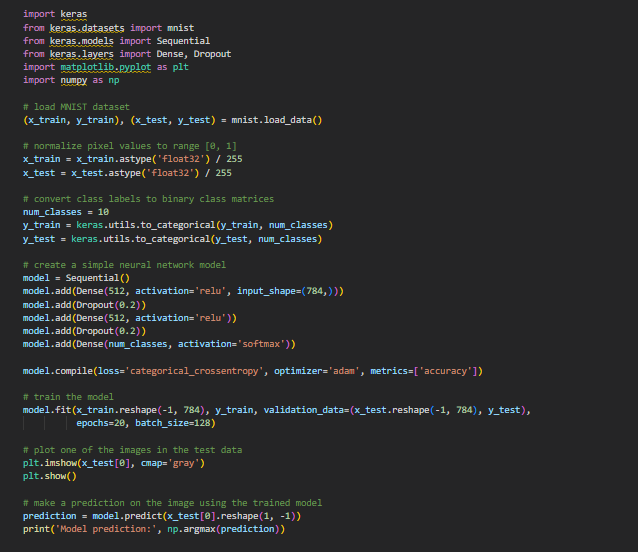 import keras
from keras.datasets import mnist
from keras.models import Sequential
from keras.layers import Dense, Dropout
import matplotlib.pyplot as plt
import numpy as np
# load MNIST dataset
(x_train, y_train), (x_test, y_test) = mnist.load_data()
# normalize pixel values to range [0, 1]
x_train = x_train.astype('float32') / 255
x_test = x_test.astype('float32') / 255
# convert class labels to binary class matrices
num_classes = 10
y_train = keras.utils.to_categorical(y_train, num_classes)
y_test = keras.utils.to_categorical(y_test, num_classes)
# create a simple neural network model
model = Sequential()
model.add(Dense(512, activation='relu', input_shape=(784,)))
model.add(Dropout(0.2))
model.add(Dense(512, activation='relu'))
model.add(Dropout(0.2))
model.add(Dense(num_classes, activation='softmax'))
model.compile(loss='categorical_crossentropy', optimizer='adam', metrics=['accuracy'])
# train the model
model.fit(x_train.reshape(-1, 784), y_train, validation_data=(x_test.reshape(-1, 784), y_test),
epochs=20, batch_size=128)
# plot one of the images in the test data
plt.imshow(x_test[0], cmap='gray')
plt.show()
# make a prediction on the image using the trained model
prediction = model.predict(x_test[0].reshape(1, -1))
print('Model prediction:', np.argmax(prediction))